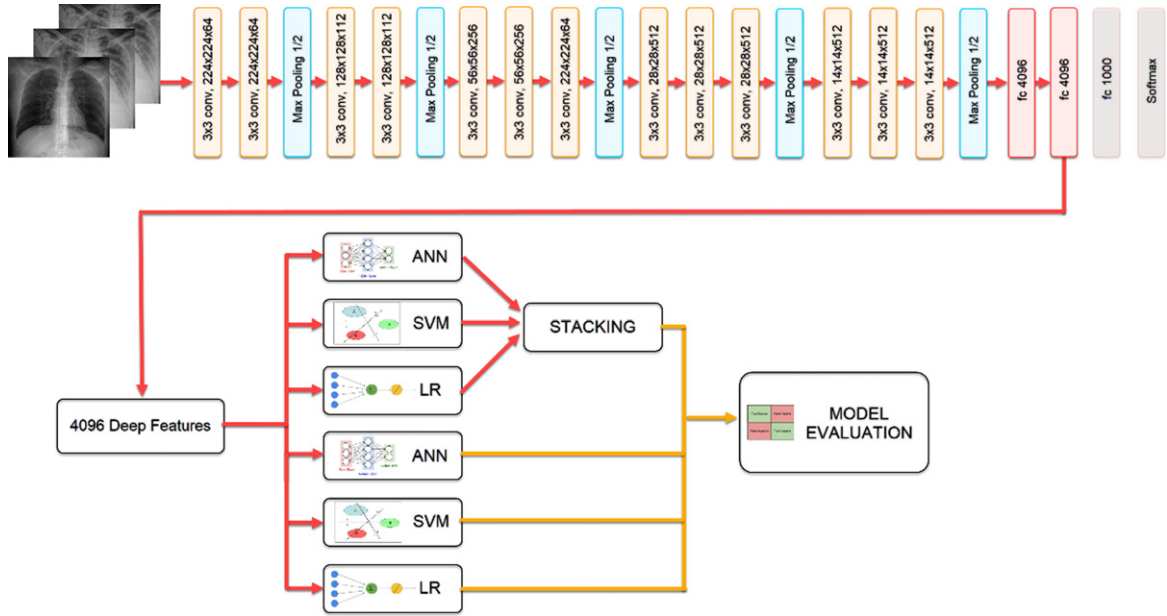 3x3 conv, 224x224x64
3x3 conv, 224x224x64
Max Pooling 1/2
3x3 conv, 128x128x112
3x3 conv, 128x128x112
Max Pooling 1/2
3x3 conv, 56x56x256
3x3 conv, 56x56x256
3x3 conv, 224x224x64
Max Pooling 1/2
3x3 conv, 28x28x512
3x3 conv, 28x28x512
3x3 conv, 28x28x512
Max Pooling 1/2
3x3 conv, 14x14x512
3x3 conv, 14x14x512
3x3 conv, 14x14x512
Max Pooling 1/2
fc 4096
fc 4096
fc 1000
Softmax
4096 Deep Features
ANN
SVM
LR
ANN
SVM
LR
STACKING
MODEL
EVALUATION